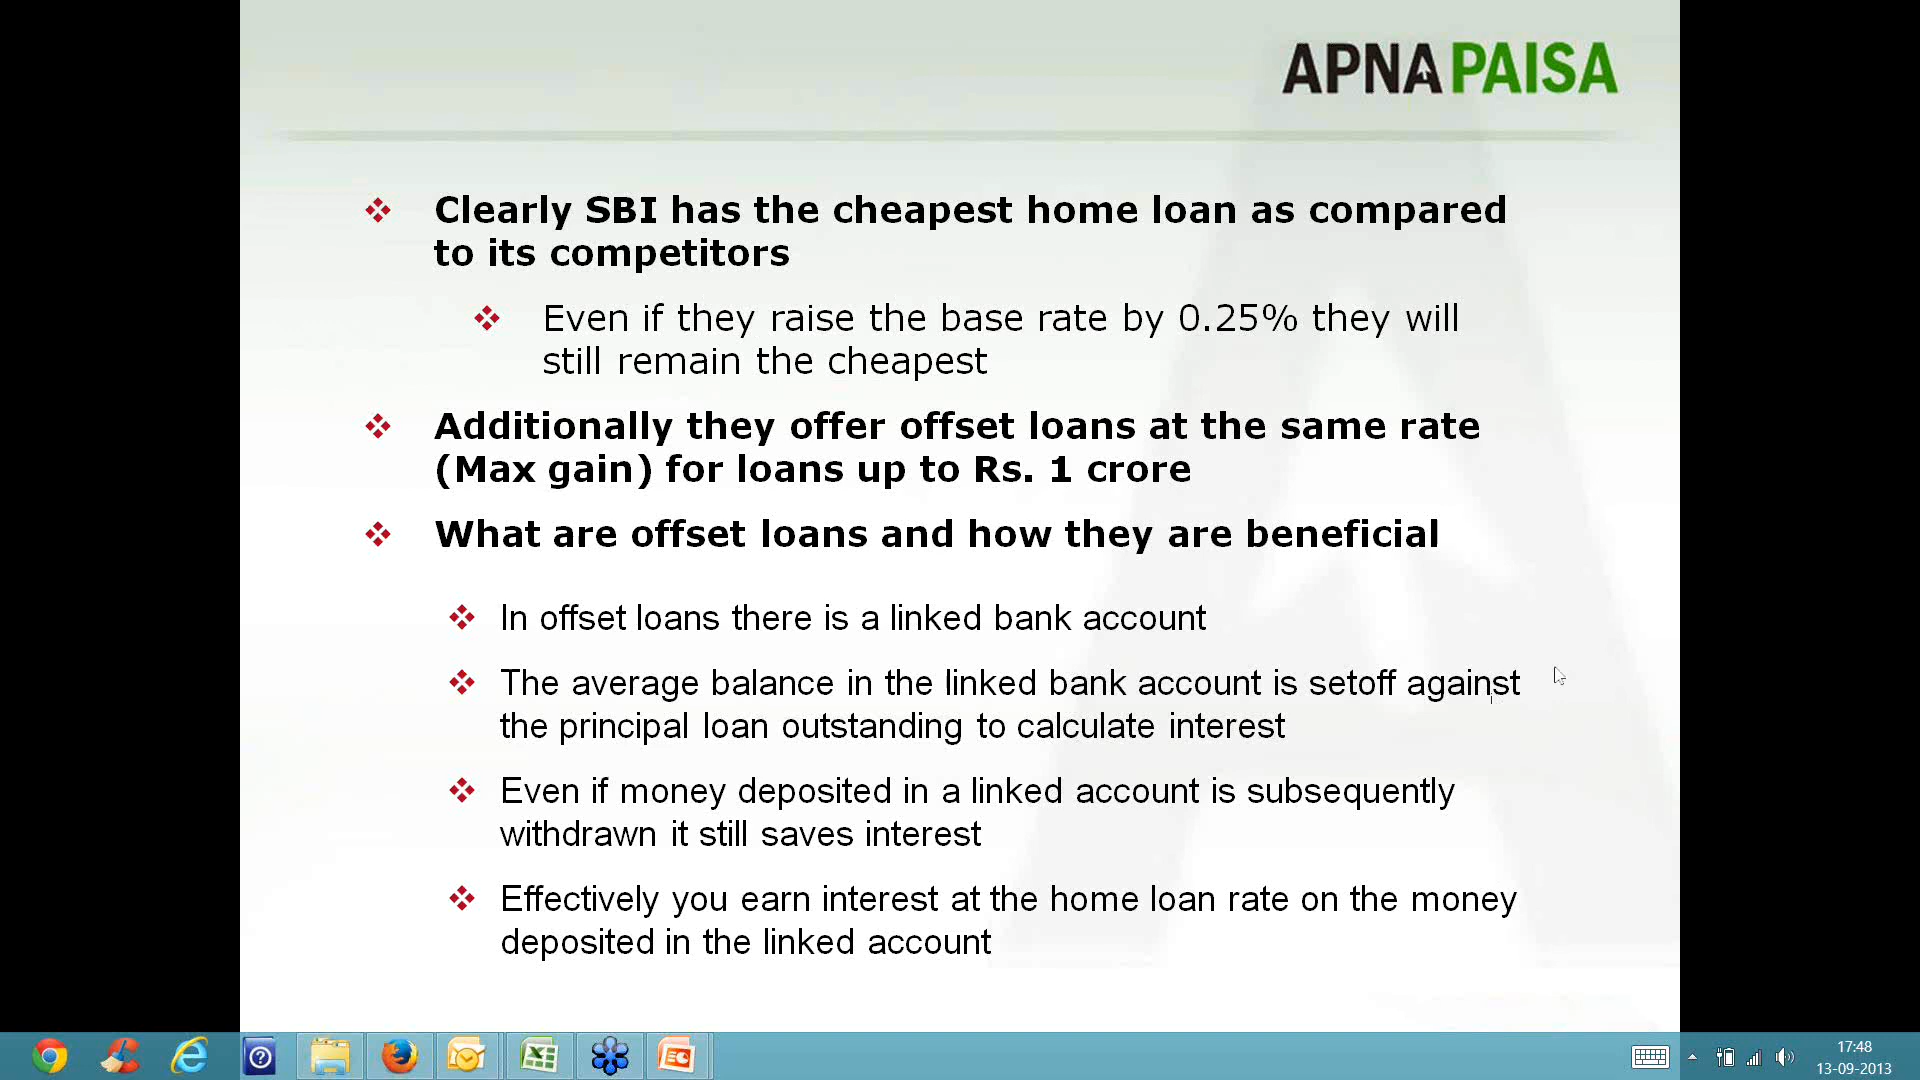 APNAPAISA
Clearly SBI has the cheapest home loan as compared
to its competitors
Even if they raise the base rate by 0.25% they will
still remain the cheapest
Additionally they offer offset loans at the same rate
(Max gain) for loans up to Rs. 1 crore
What are offset loans and how they are beneficial
In offset loans there is a linked bank account
The average balance in the linked bank account is setoff against
the principal loan outstanding to calculate interest
Even if money deposited in a linked account is subsequently
withdrawn it still saves interest
Effectively you earn interest at the home loan rate on the money
deposited in the linked account
17:48
13-09-2013